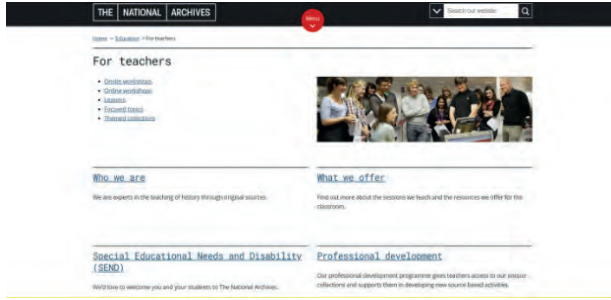 THE NATIONAL ARCHIVES
Menu
Search our website
Home > Education > For teachers
For teachers
• Onsite workshops
• Online workshops
• Lessons
• Focused topics
• Themed collections
Who we are
We are experts in the teaching of history through original sources.
What we offer
Find out more about the sessions we teach and the resources we offer for the
classroom.
Special Educational Needs and Disability
(SEND)
We'd love to welcome you and your students to The National Archives.
Professional development
Our professional development programme gives teachers access to our unique
collections and supports them in developing new source based activities.